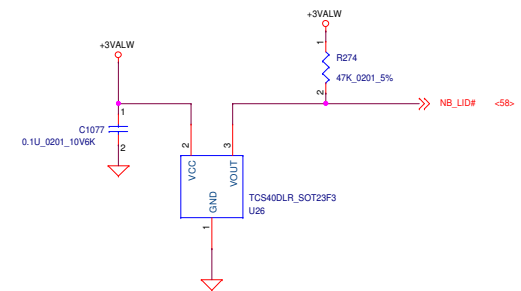 +3VALW
+3VALW
1
R274
47K_0201_5%
2
NB_LID# <58>
1
C1077
0.1U_0201_10V6K
2
2
3
VCC
VOUT
GND
TCS40DLR_SOT23F3
U26
1